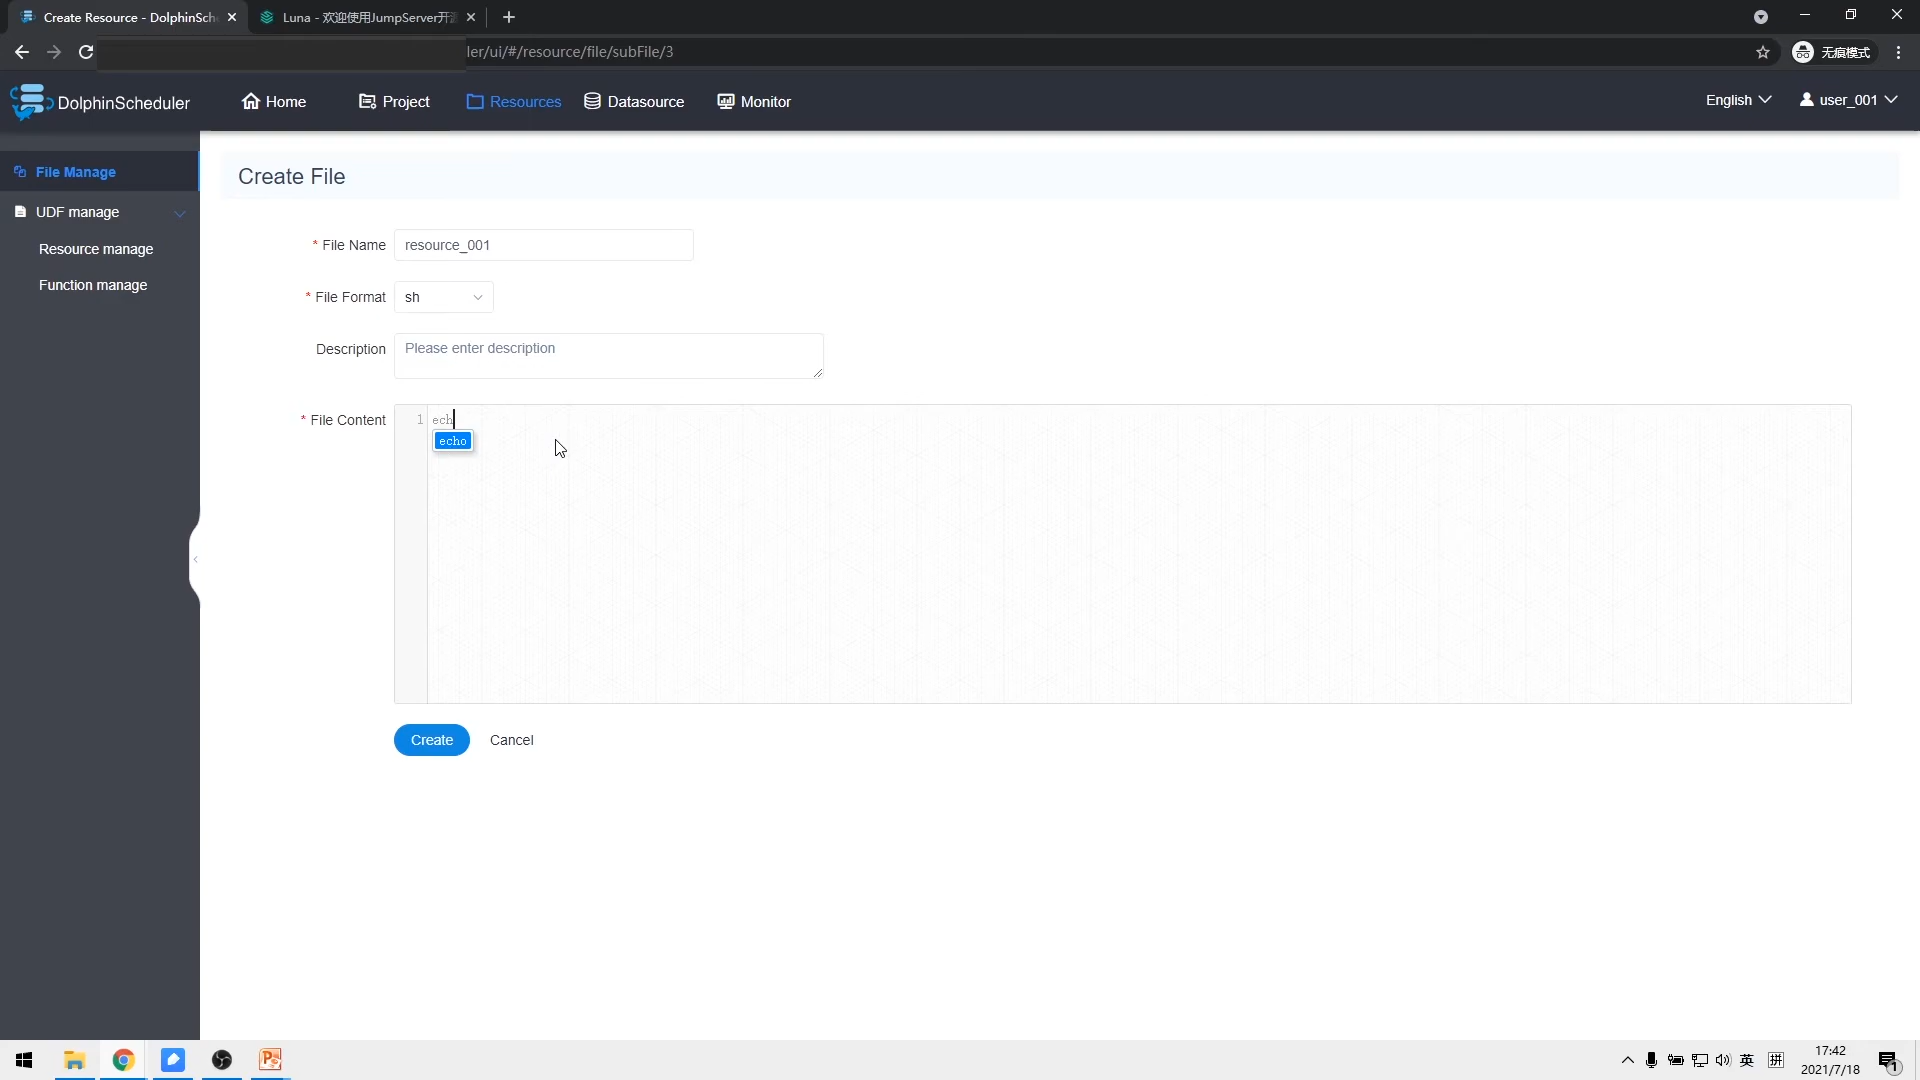 Create Resource - DolphinSch
Luna - 欢迎使用JumpServer开源
ler/ui/#/resource/file/subFile/3
无痕模式
DolphinScheduler
Home
Project
Resources
Datasource
Monitor
English
user_001
File Manage
UDF manage
Resource manage
Function manage
Create File
* File Name
resource_001
* File Format
sh
Description
Please enter description
* File Content
1
ech
echo
Create
Cancel
英
拼
17:42
2021/7/18
1